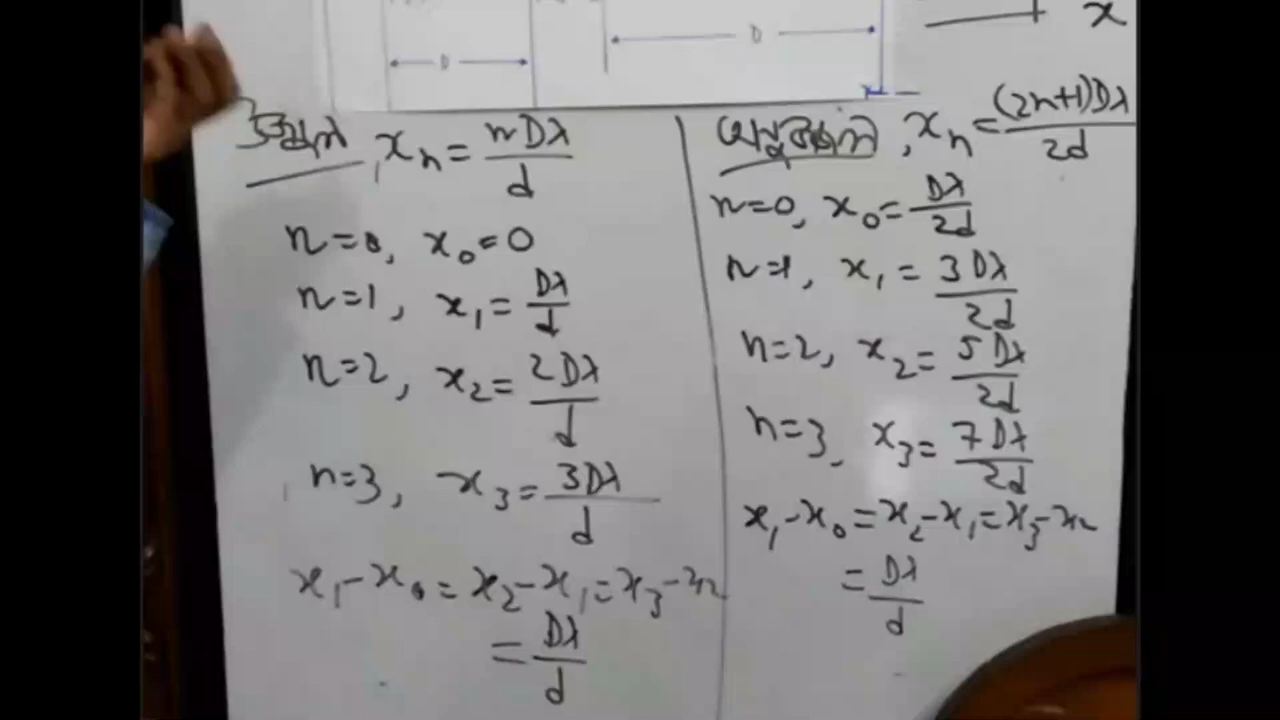 D
D
x
উজ্জ্বল, xₙ = nDλ/d
n=0, x₀=0
n=1, x₁ = Dλ/d
n=2, x₂ = 2Dλ/d
n=3, x₃ = 3Dλ/d
x₁-x₀ = x₂-x₁ = x₃-x₂
= Dλ/d
, xₙ = (2n+1)Dλ/2d
n=0, x₀ = Dλ/2d
n=1, x₁ = 3Dλ/2d
n=2, x₂ = 5Dλ/2d
n=3, x₃ = 7Dλ/2d
x₁-x₀ = x₂-x₁ = x₃-x₂
= Dλ/d